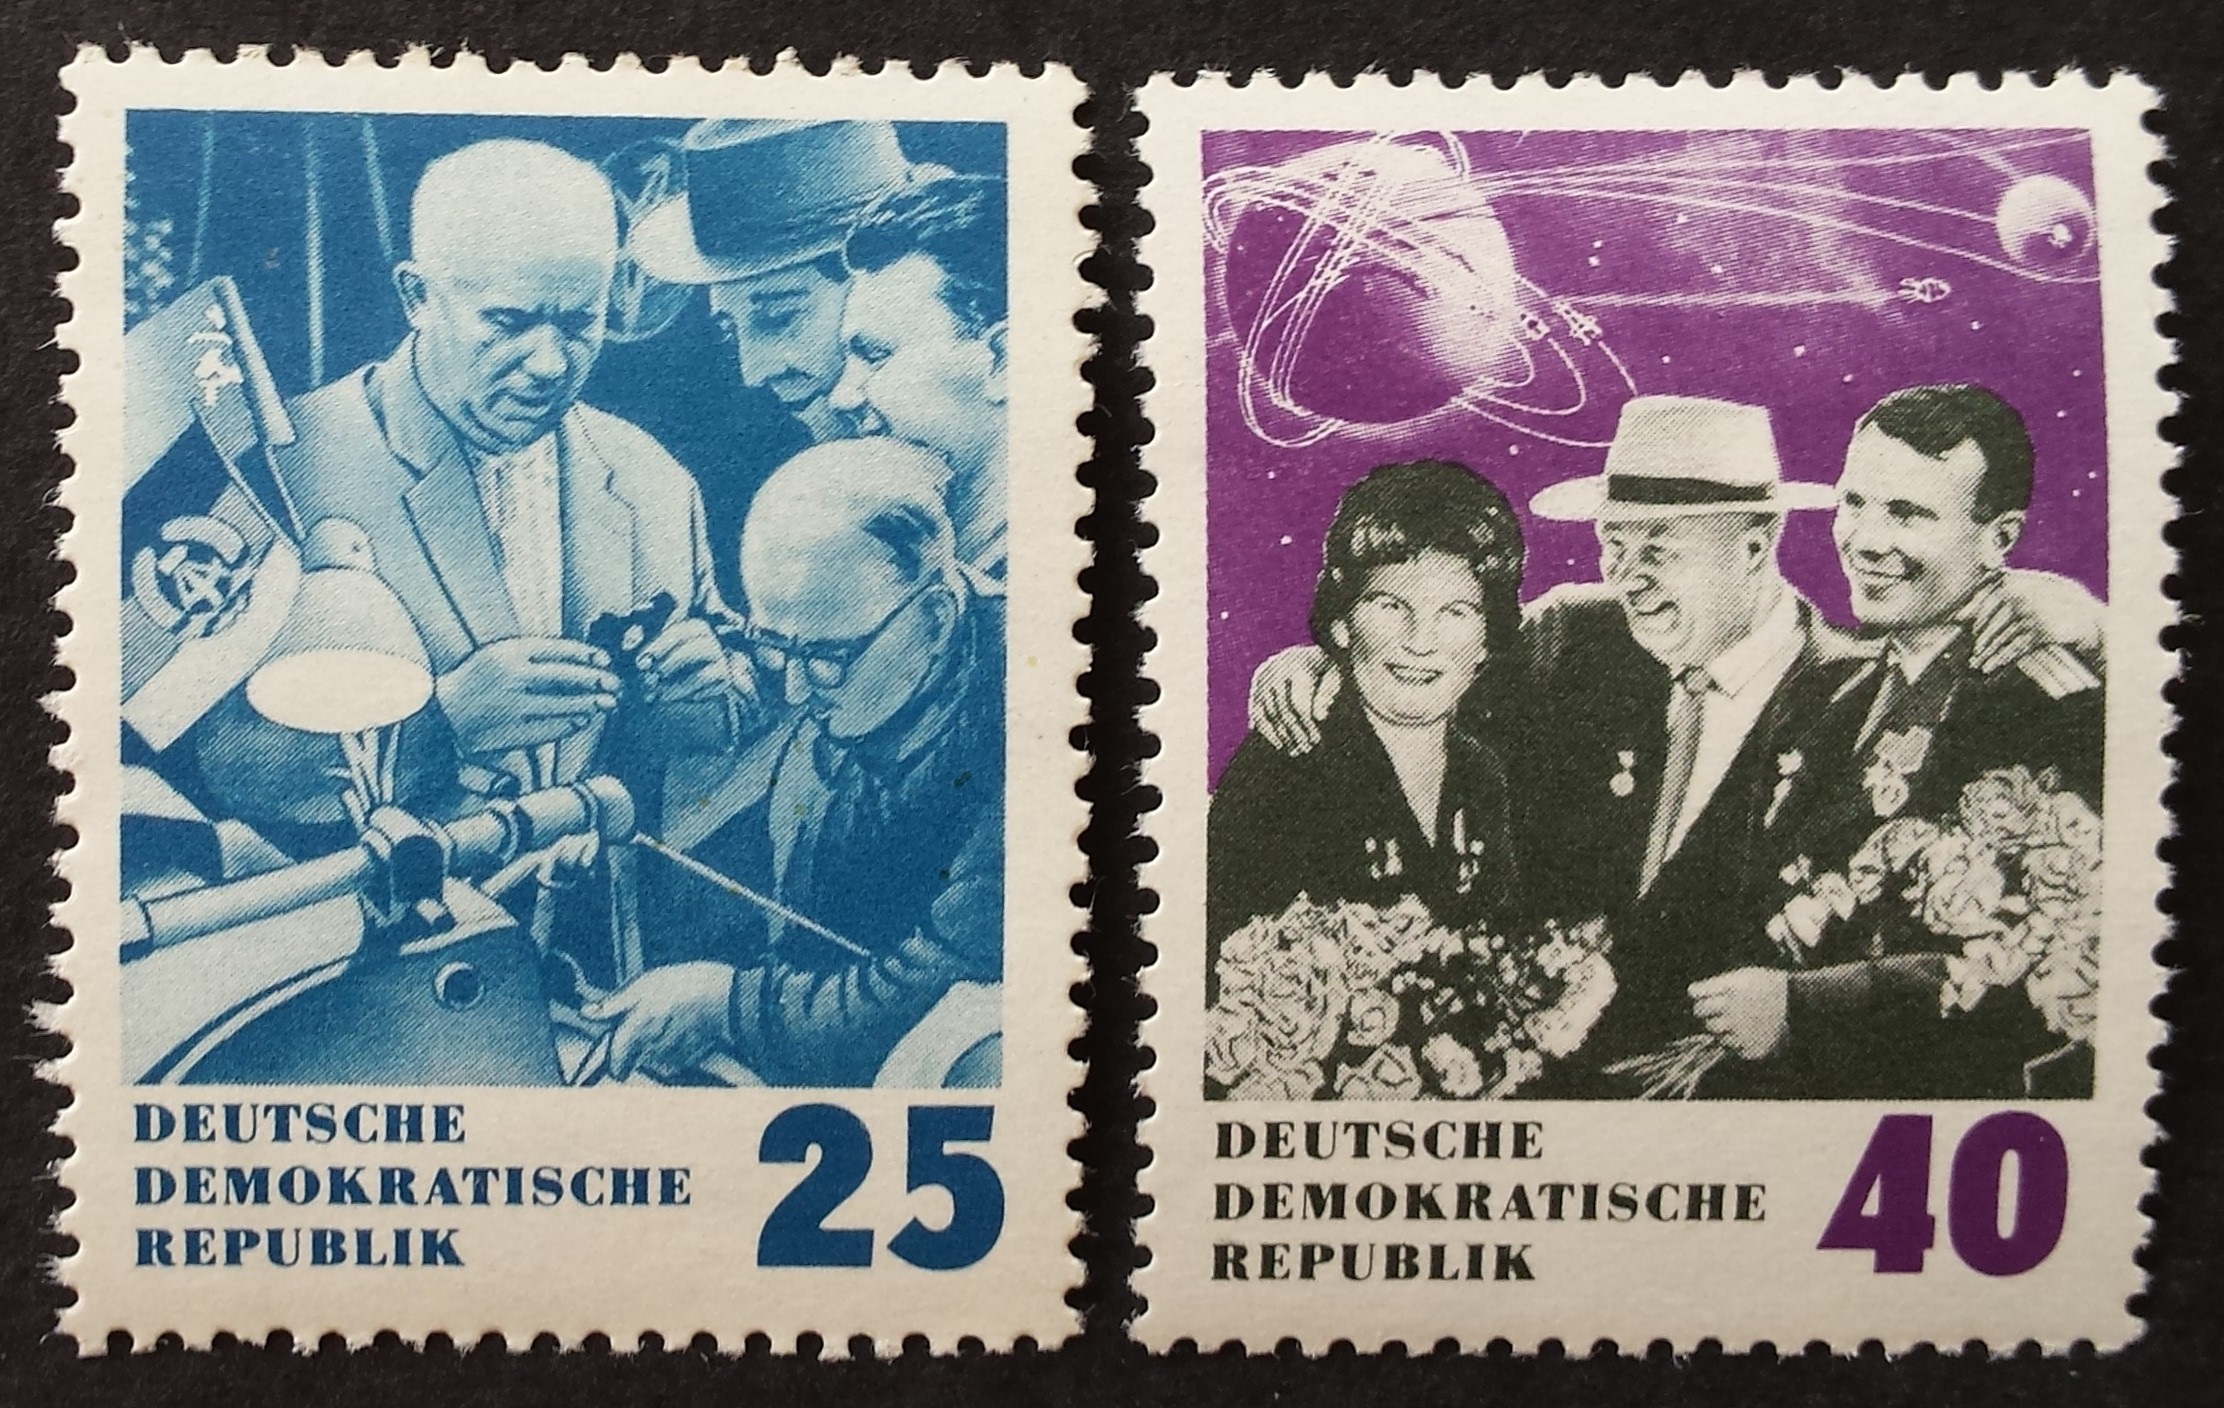 DEUTSCHE
DEMOKRATISCHE
REPUBLIK
25
DEUTSCHE
DEMOKRATISCHE
REPUBLIK
40